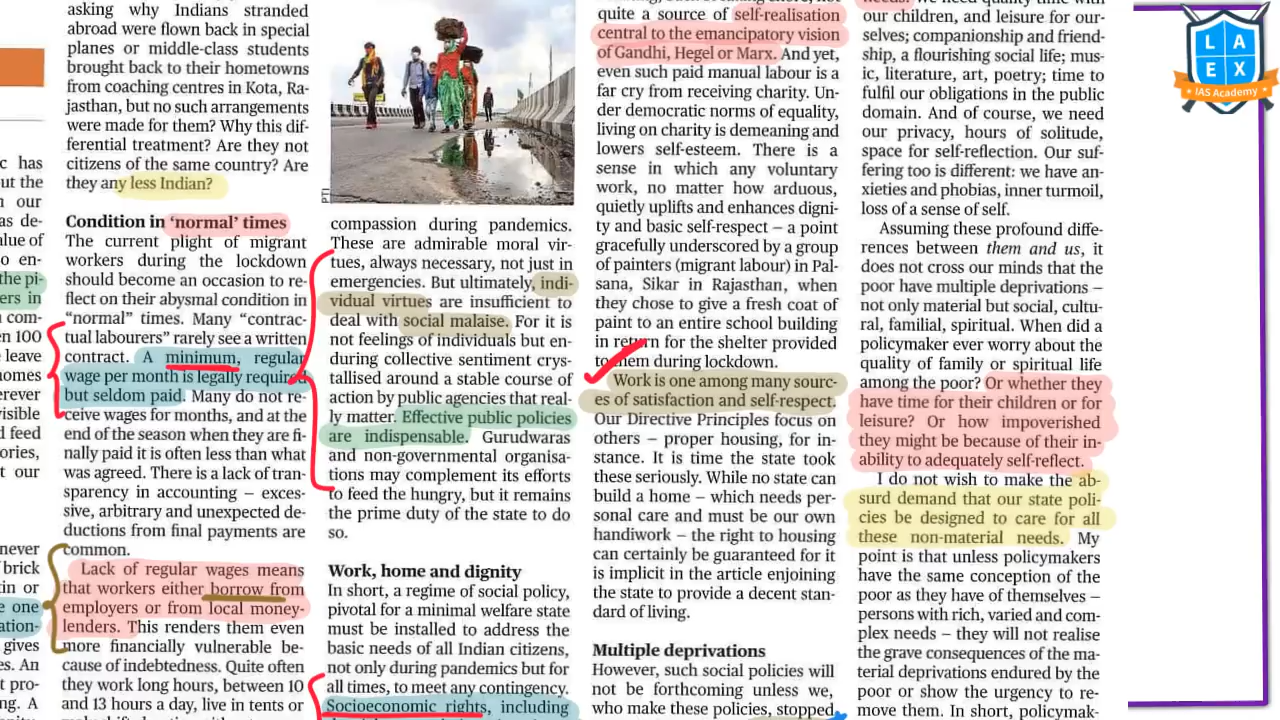 c has
ut the
n our
as de-
alue of
o en-
the pi-
ers in
com-
en 100
e leave
omes
erever
visible
d feed
ories,
t our
never
brick
tin or
e one
ation-
gives
es. An
t pro-
ng. A
asking why Indians stranded
abroad were flown back in special
planes or middle-class students
brought back to their hometowns
from coaching centres in Kota, Ra-
jasthan, but no such arrangements
were made for them? Why this dif-
ferential treatment? Are they not
citizens of the same country? Are
they any less Indian?
Condition in ‘normal’ times
The current plight of migrant
workers during the lockdown
should become an occasion to re-
flect on their abysmal condition in
“normal” times. Many “contrac-
tual labourers” rarely see a written
contract. A minimum, regular
wage per month is legally required
but seldom paid. Many do not re-
ceive wages for months, and at the
end of the season when they are fi-
nally paid it is often less than what
was agreed. There is a lack of tran-
sparency in accounting – exces-
sive, arbitrary and unexpected de-
ductions from final payments are
common.
Lack of regular wages means
that workers either borrow from
employers or from local money-
lenders. This renders them even
more financially vulnerable be-
cause of indebtedness. Quite often
they work long hours, between 10
and 13 hours a day, live in tents or
compassion during pandemics.
These are admirable moral vir-
tues, always necessary, not just in
emergencies. But ultimately, indi-
vidual virtues are insufficient to
deal with social malaise. For it is
not feelings of individuals but en-
during collective sentiment crys-
tallised around a stable course of
action by public agencies that real-
ly matter. Effective public policies
are indispensable. Gurudwaras
and non-governmental organisa-
tions may complement its efforts
to feed the hungry, but it remains
the prime duty of the state to do
so.
Work, home and dignity
In short, a regime of social policy,
pivotal for a minimal welfare state
must be installed to address the
basic needs of all Indian citizens,
not only during pandemics but for
all times, to meet any contingency.
Socioeconomic rights, including
quite a source of self-realisation
central to the emancipatory vision
of Gandhi, Hegel or Marx. And yet,
even such paid manual labour is a
far cry from receiving charity. Un-
der democratic norms of equality,
living on charity is demeaning and
lowers self-esteem. There is a
sense in which any voluntary
work, no matter how arduous,
quietly uplifts and enhances digni-
ty and basic self-respect – a point
gracefully underscored by a group
of painters (migrant labour) in Pal-
sana, Sikar in Rajasthan, when
they chose to give a fresh coat of
paint to an entire school building
in return for the shelter provided
to them during lockdown.
Work is one among many sourc-
es of satisfaction and self-respect.
Our Directive Principles focus on
others – proper housing, for in-
stance. It is time the state took
these seriously. While no state can
build a home – which needs per-
sonal care and must be our own
handiwork – the right to housing
can certainly be guaranteed for it
is implicit in the article enjoining
the state to provide a decent stan-
dard of living.
Multiple deprivations
However, such social policies will
not be forthcoming unless we,
who make these policies, stopped
our children, and leisure for our-
selves; companionship and friend-
ship, a flourishing social life; mus-
ic, literature, art, poetry; time to
fulfil our obligations in the public
domain. And of course, we need
our privacy, hours of solitude,
space for self-reflection. Our suf-
fering too is different: we have an-
xieties and phobias, inner turmoil,
loss of a sense of self.
Assuming these profound diffe-
rences between them and us, it
does not cross our minds that the
poor have multiple deprivations –
not only material but social, cultu-
ral, familial, spiritual. When did a
policymaker ever worry about the
quality of family or spiritual life
among the poor? Or whether they
have time for their children or for
leisure? Or how impoverished
they might be because of their in-
ability to adequately self-reflect.
I do not wish to make the ab-
surd demand that our state poli-
cies be designed to care for all
these non-material needs. My
point is that unless policymakers
have the same conception of the
poor as they have of themselves –
persons with rich, varied and com-
plex needs – they will not realise
the grave consequences of the ma-
terial deprivations endured by the
poor or show the urgency to re-
move them. In short, policymak-
L A
E X
IAS Academy